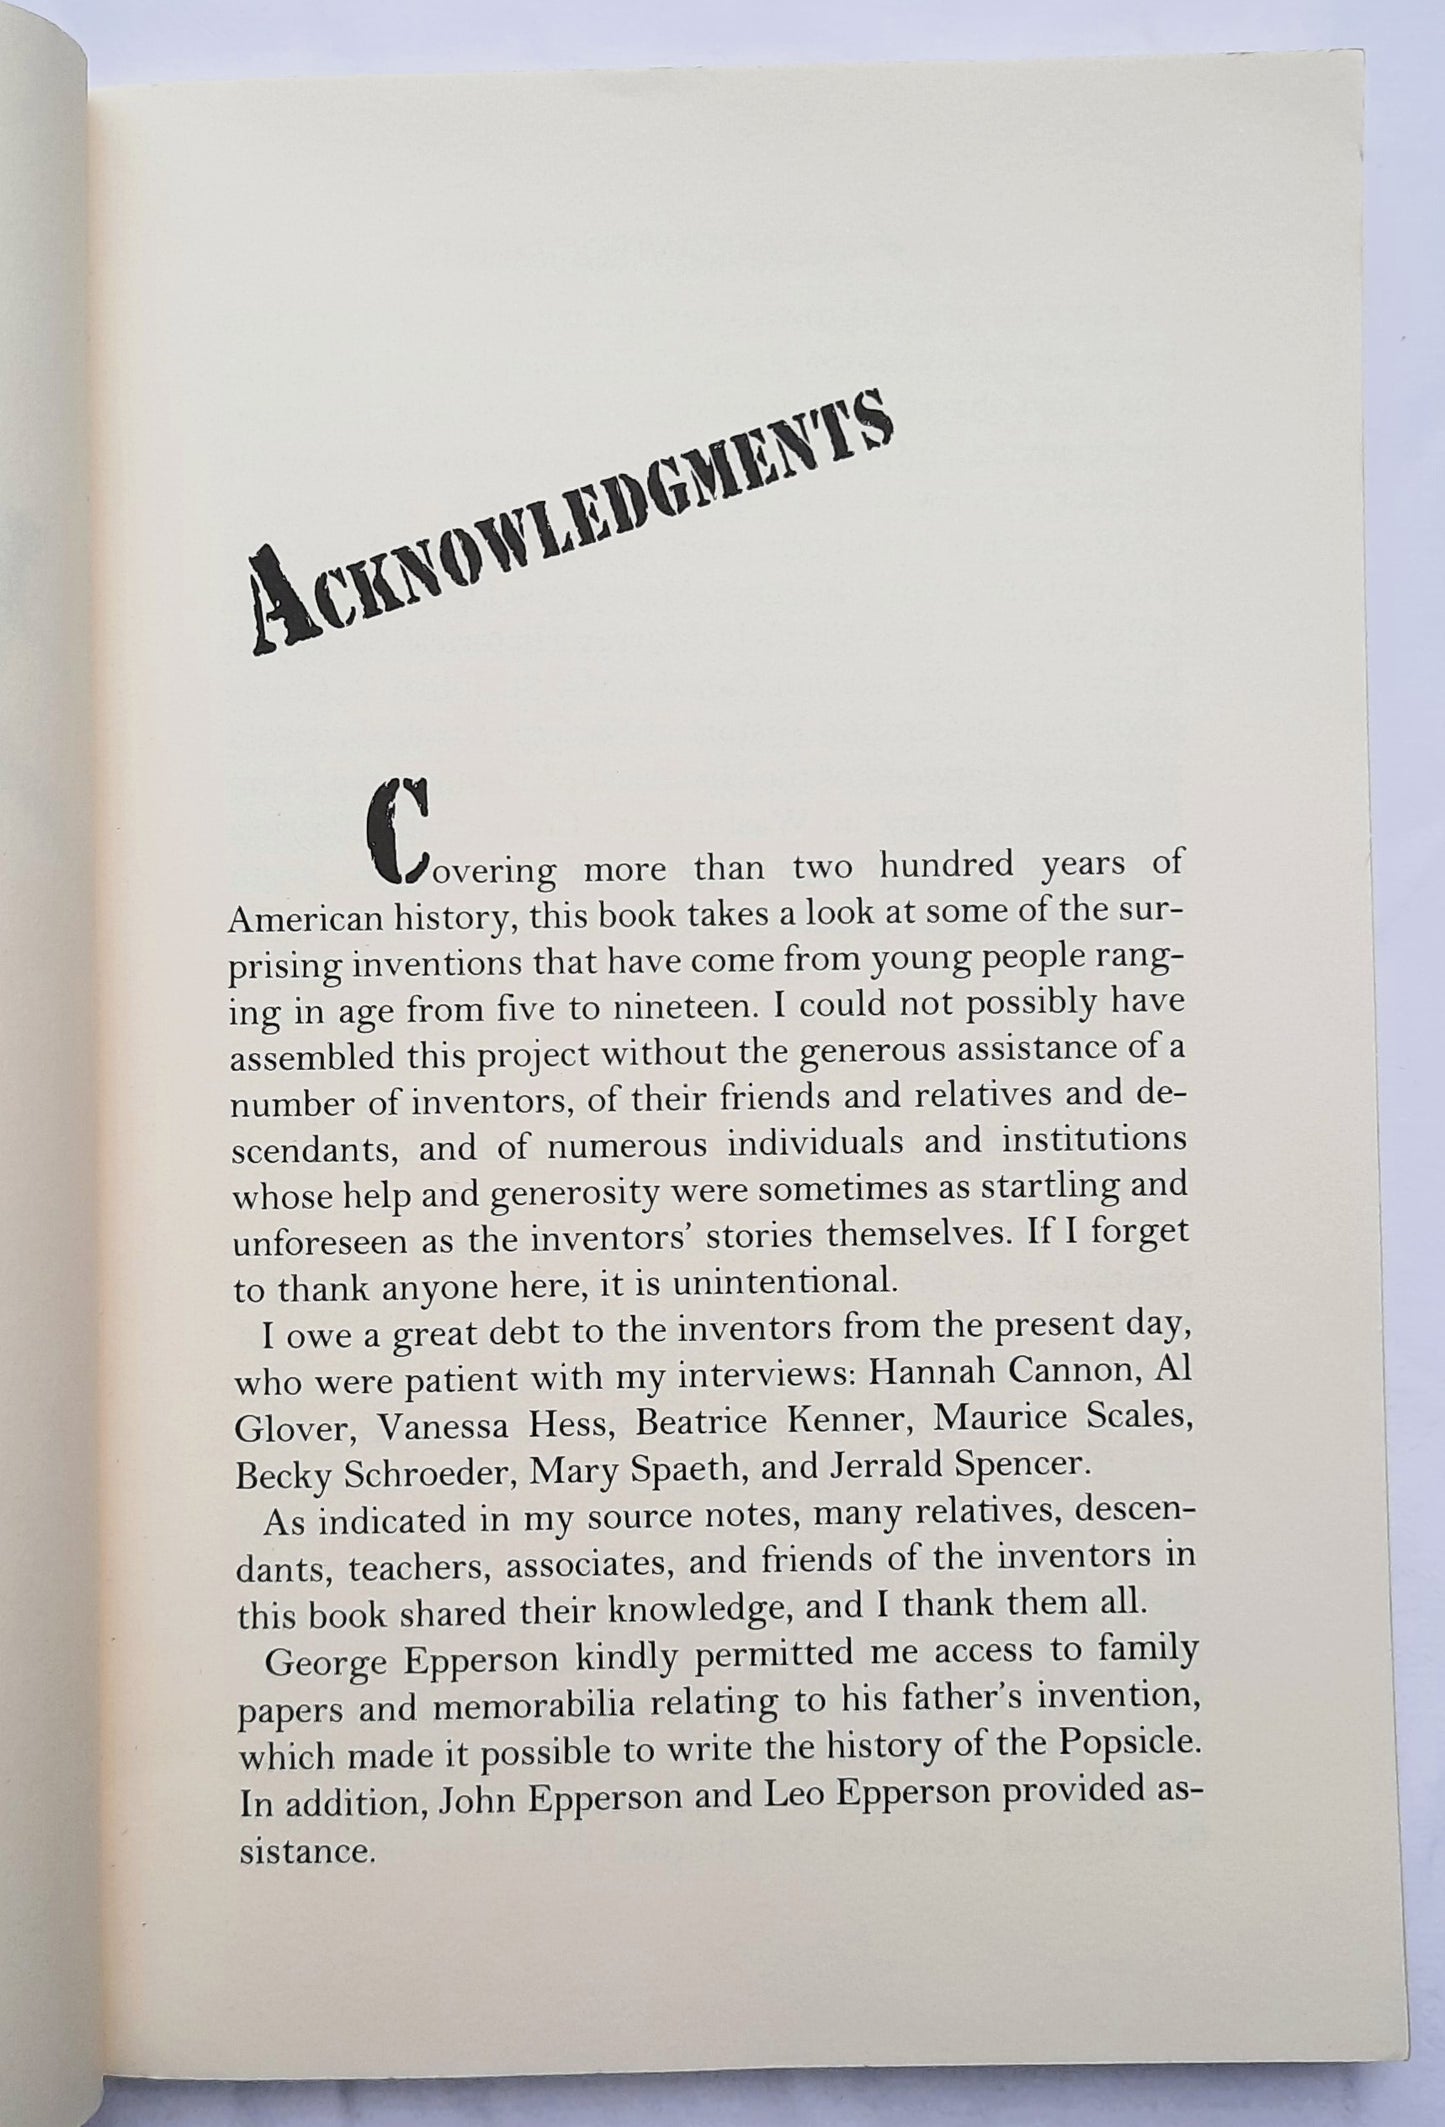 ACKNOWLEDGMENTS
Covering more than two hundred years of
American history, this book takes a look at some of the sur-
prising inventions that have come from young people rang-
ing in age from five to nineteen. I could not possibly have
assembled this project without the generous assistance of a
number of inventors, of their friends and relatives and de-
scendants, and of numerous individuals and institutions
whose help and generosity were sometimes as startling and
unforeseen as the inventors' stories themselves. If I forget
to thank anyone here, it is unintentional.
I owe a great debt to the inventors from the present day,
who were patient with my interviews: Hannah Cannon, Al
Glover, Vanessa Hess, Beatrice Kenner, Maurice Scales,
Becky Schroeder, Mary Spaeth, and Jerrald Spencer.
As indicated in my source notes, many relatives, descen-
dants, teachers, associates, and friends of the inventors in
this book shared their knowledge, and I thank them all.
George Epperson kindly permitted me access to family
papers and memorabilia relating to his father's invention,
which made it possible to write the history of the Popsicle.
In addition, John Epperson and Leo Epperson provided as-
sistance.